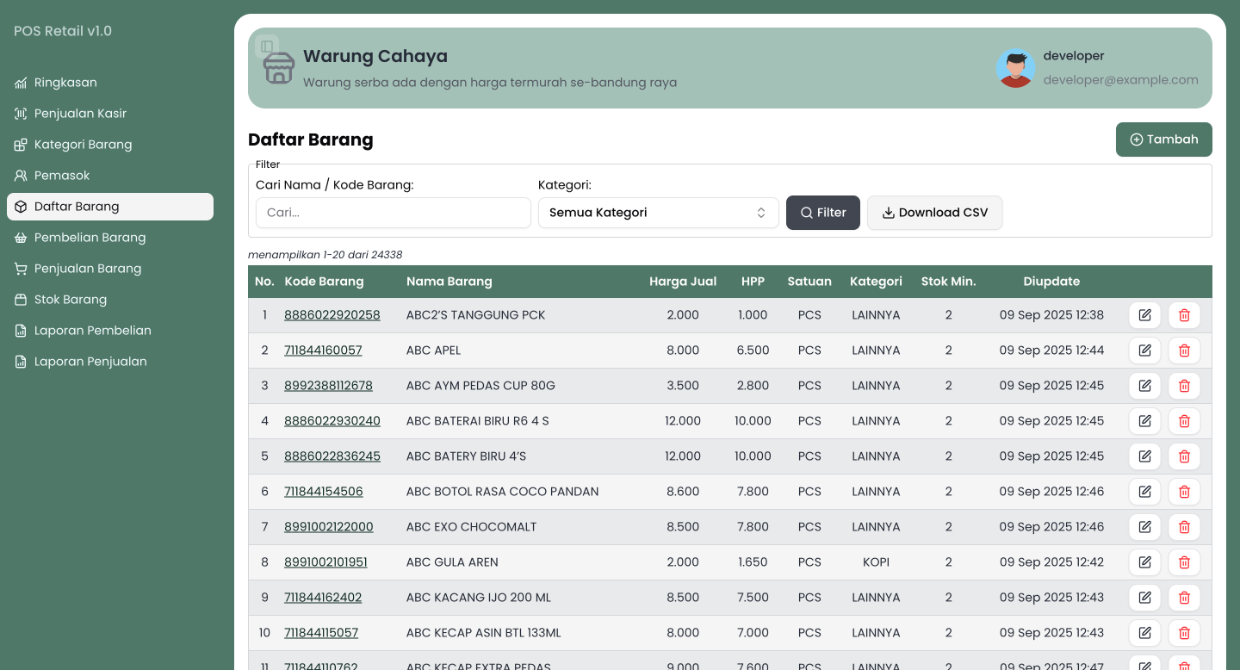 POS Retail v1.0
Ringkasan
Penjualan Kasir
Kategori Barang
Pemasok
Daftar Barang
Pembelian Barang
Penjualan Barang
Stok Barang
Laporan Pembelian
Laporan Penjualan
Warung Cahaya
Warung serba ada dengan harga termurah se-bandung raya
developer
developer@example.com
Daftar Barang
Tambah
Filter
Cari Nama / Kode Barang:
Kategori:
Cari...
Semua Kategori
Filter
Download CSV
menampilkan 1-20 dari 24338
No. Kode Barang Nama Barang Harga Jual HPP Satuan Kategori Stok Min. Diupdate
1 8886022920258 ABC2'S TANGGUNG PCK 2.000 1.000 PCS LAINNYA 2 09 Sep 2025 12:38
2 711844160057 ABC APEL 8.000 6.500 PCS LAINNYA 2 09 Sep 2025 12:44
3 8992388112678 ABC AYM PEDAS CUP 80G 3.500 2.800 PCS LAINNYA 2 09 Sep 2025 12:45
4 8886022930240 ABC BATERAI BIRU R6 4 S 12.000 10.000 PCS LAINNYA 2 09 Sep 2025 12:45
5 8886022836245 ABC BATERY BIRU 4'S 12.000 10.000 PCS LAINNYA 2 09 Sep 2025 12:45
6 711844154506 ABC BOTOL RASA COCO PANDAN 8.600 7.800 PCS LAINNYA 2 09 Sep 2025 12:46
7 8991002122000 ABC EXO CHOCOMALT 8.500 7.800 PCS LAINNYA 2 09 Sep 2025 12:46
8 8991002101951 ABC GULA AREN 2.000 1.650 PCS KOPI 2 09 Sep 2025 12:42
9 711844162402 ABC KACANG IJO 200 ML 8.500 7.500 PCS LAINNYA 2 09 Sep 2025 12:43
10 711844115057 ABC KECAP ASIN BTL 133ML 8.000 7.000 PCS LAINNYA 2 09 Sep 2025 12:43
11 711844110762 ABC KECAP EXTRA PEDAS 9.000 7.600 PCS LAINNYA 2 09 Sep 2025 12:47